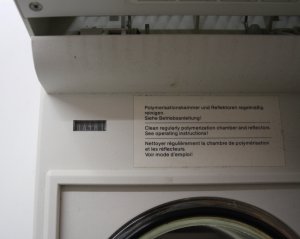 Polymerisationskammer und Reflektoren regelmäßig
reinigen.
Siehe Betriebsanleitung!
Clean regularly polymerization chamber and reflectors.
See operating instructions!
Nettoyer régulièrement la chambre de polymérisation
et les réflecteurs.
Voir mode d'emploi!